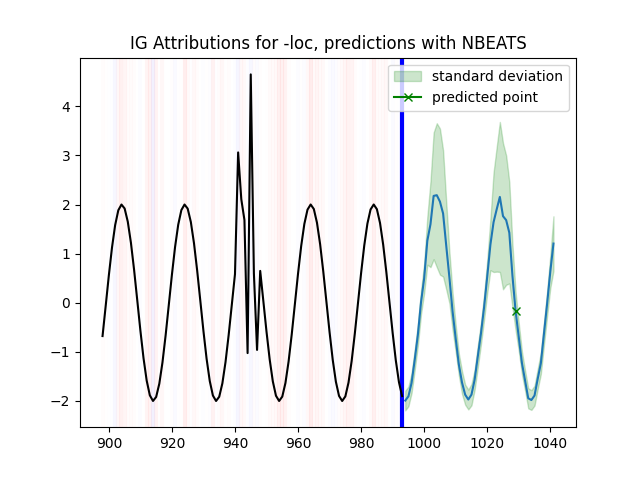 IG Attributions for -loc, predictions with NBEATS
standard deviation
predicted point
4
3
2
1
0
−1
−2
900 920 940 960 980 1000 1020 1040